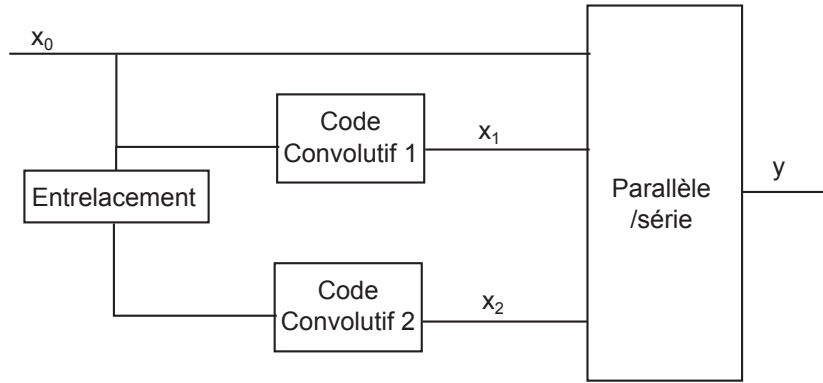 x₀
Code
Convolutif 1
x₁
Entrelacement
Parallèle
/série
y
Code
Convolutif 2
x₂